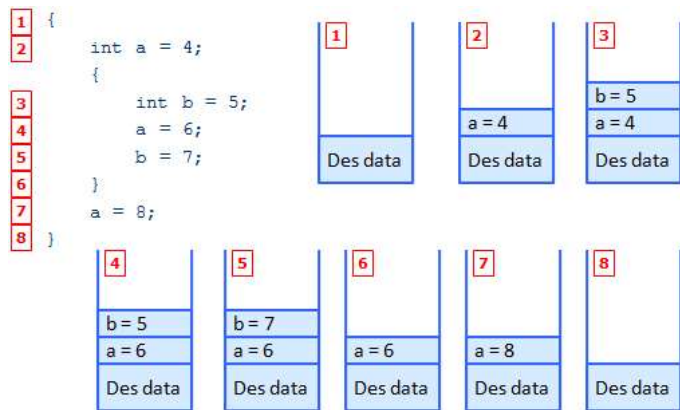 1 {
2 int a = 4;
{
3 int b = 5;
4 a = 6;
5 b = 7;
6 }
7 a = 8;
8 }
1
Des data
2
a = 4
Des data
3
b = 5
a = 4
Des data
4
b = 5
a = 6
Des data
5
b = 7
a = 6
Des data
6
a = 6
Des data
7
a = 8
Des data
8
Des data